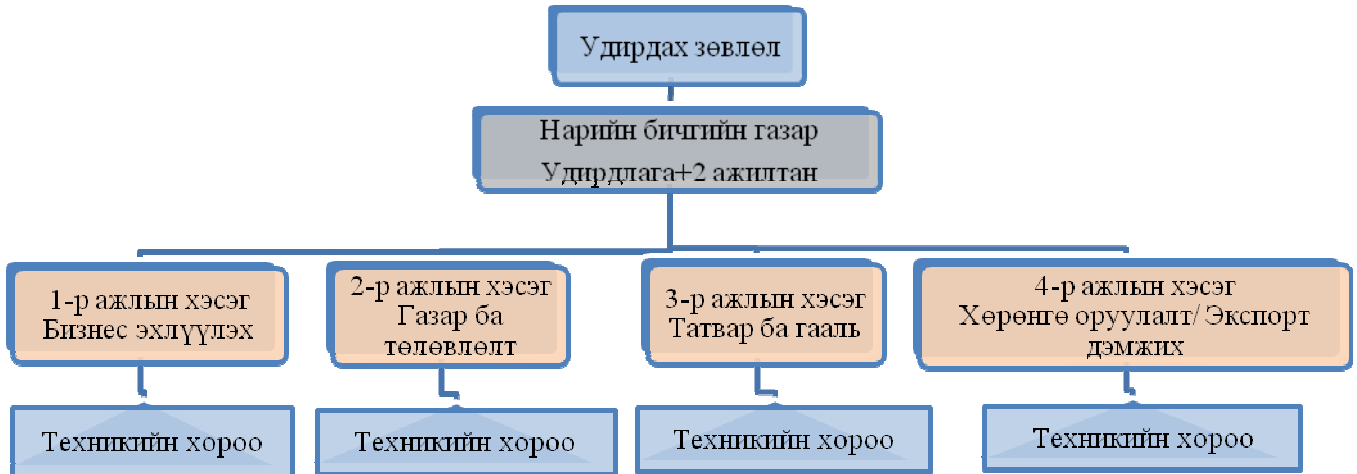 Удирдах зөвлөл
Нарийн бичгийн газар
Удирдлага+2 ажилтан
1-р ажлын хэсэг
Бизнес эхлүүлэх
2-р ажлын хэсэг
Газар ба
төлөвлөлт
3-р ажлын хэсэг
Татвар ба гааль
4-р ажлын хэсэг
Хөрөнгө оруулалт/ Экспорт
дэмжих
Техникийн хороо
Техникийн хороо
Техникийн хороо
Техникийн хороо